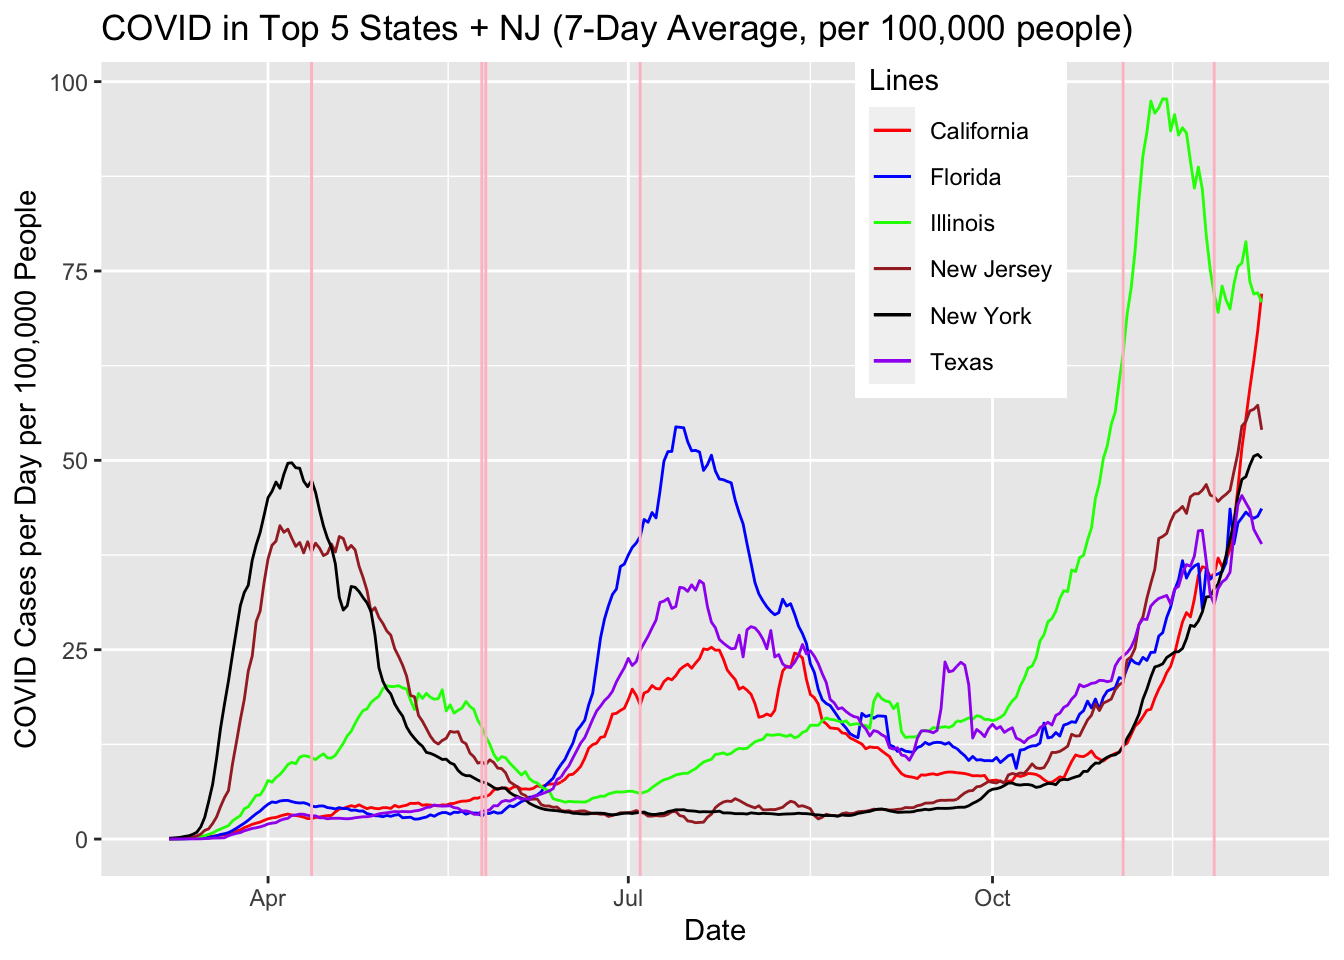 COVID in Top 5 States + NJ (7-Day Average, per 100,000 people)
COVID Cases per Day per 100,000 People
100
75
50
25
0
Lines
California
Florida
Illinois
New Jersey
New York
Texas
Apr
Jul
Oct
Date